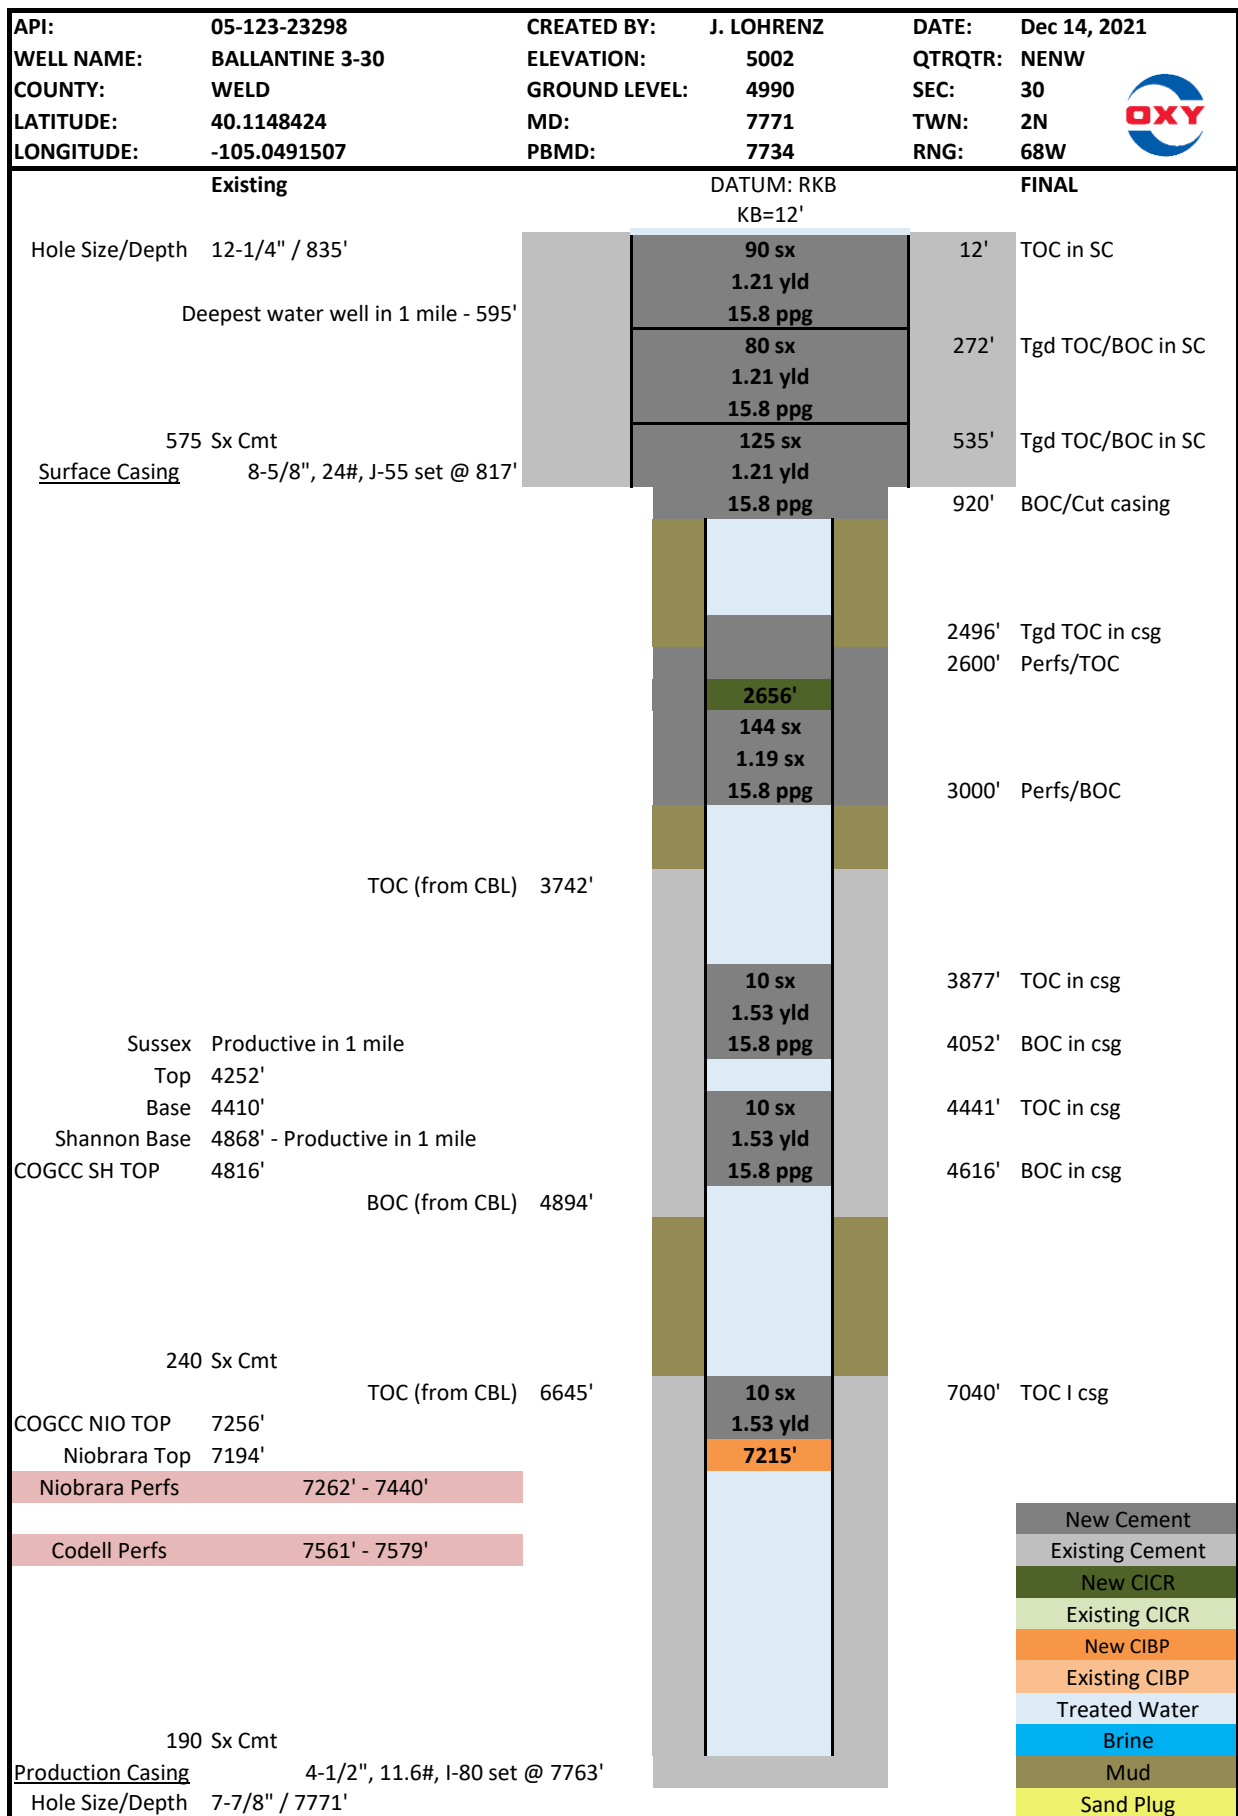 API: 05-123-23298 CREATED BY: J. LOHRENZ DATE: Dec 14, 2021
WELL NAME: BALLANTINE 3-30 ELEVATION: 5002 QTRQTR: NENW
COUNTY: WELD GROUND LEVEL: 4990 SEC: 30
LATITUDE: 40.1148424 MD: 7771 TWN: 2N
LONGITUDE: -105.0491507 PBMD: 7734 RNG: 68W
OXY
Existing DATUM: RKB FINAL
KB=12'
Hole Size/Depth 12-1/4" / 835' 90 sx 12' TOC in SC
1.21 yld
Deepest water well in 1 mile - 595' 15.8 ppg
80 sx 272' Tgd TOC/BOC in SC
1.21 yld
15.8 ppg
575 Sx Cmt 125 sx 535' Tgd TOC/BOC in SC
Surface Casing 8-5/8", 24#, J-55 set @ 817' 1.21 yld
15.8 ppg 920' BOC/Cut casing
2496' Tgd TOC in csg
2600' Perfs/TOC
2656'
144 sx
1.19 sx
15.8 ppg 3000' Perfs/BOC
TOC (from CBL) 3742'
10 sx 3877' TOC in csg
1.53 yld
Sussex Productive in 1 mile 15.8 ppg 4052' BOC in csg
Top 4252'
Base 4410' 10 sx 4441' TOC in csg
Shannon Base 4868' - Productive in 1 mile 1.53 yld
COGCC SH TOP 4816' 15.8 ppg 4616' BOC in csg
BOC (from CBL) 4894'
240 Sx Cmt
TOC (from CBL) 6645' 10 sx 7040' TOC I csg
COGCC NIO TOP 7256' 1.53 yld
Niobrara Top 7194' 7215'
Niobrara Perfs 7262' - 7440'
New Cement
Codell Perfs 7561' - 7579' Existing Cement
New CICR
Existing CICR
New CIBP
Existing CIBP
Treated Water
190 Sx Cmt Brine
Production Casing 4-1/2", 11.6#, I-80 set @ 7763' Mud
Hole Size/Depth 7-7/8" / 7771' Sand Plug